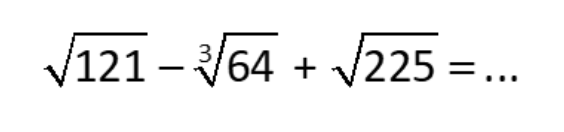 √121 − ∛64 + √225 = ...